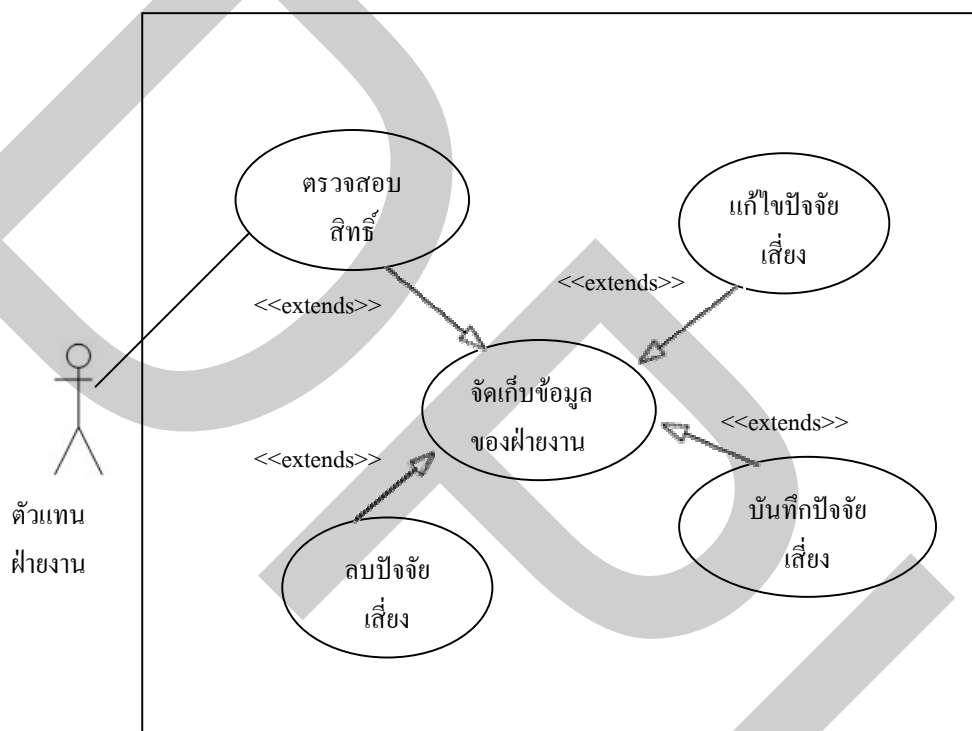 ตรวจสอบ
สิทธิ์
แก้ไขปัจจัย
เสี่ยง
<<extends>>
<<extends>>
จัดเก็บข้อมูล
ของฝ่ายงาน
<<extends>>
<<extends>>
ตัวแทน
ฝ่ายงาน
ลบปัจจัย
เสี่ยง
บันทึกปัจจัย
เสี่ยง